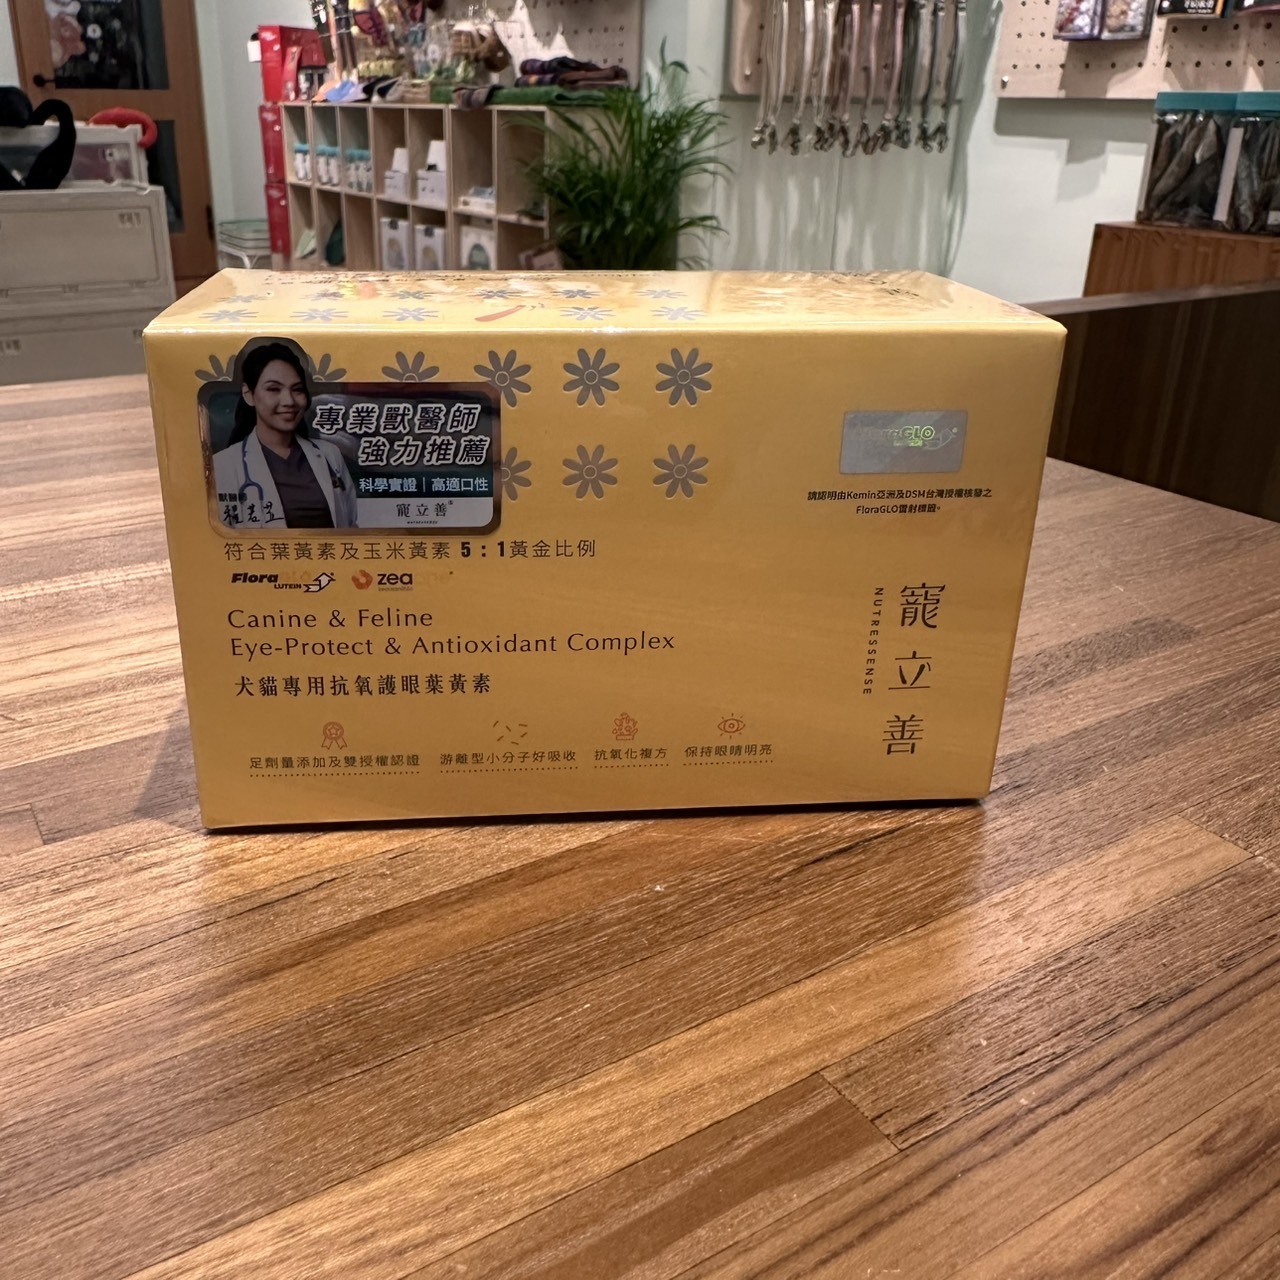 專業獸醫師
強力推薦
科學實證｜高適口性
獸醫師
寵立善
FloraGLO
請認明由Kemin亞洲及DSM台灣授權核發之
FloraGLO雷射標籤。
符合葉黃素及玉米黃素 5 : 1 黃金比例
FloraGLO
LUTEIN
zeaONE
Canine & Feline
Eye-Protect & Antioxidant Complex
犬貓專用抗氧護眼葉黃素
足劑量添加及雙授權認證
游離型小分子好吸收
抗氧化複方
保持眼睛明亮
寵立善
NUTRESSENSE